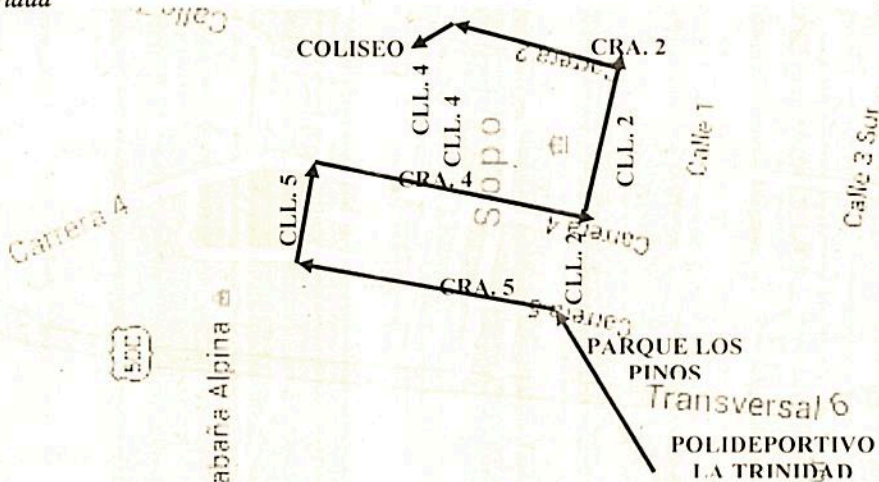 COLISEO
CRA. 2
Carrera 2
CLL. 4
CLL. 4
CLL. 2
Calle 1
Calle 2 Sur
Sopo
CLL. 5
CRA. 4
Carrera 4
Carrera 4
CLL. 2
CRA. 5
Carrera 5
PARQUE LOS
PINOS
abaña Alpina
Transversal 6
POLIDEPORTIVO
LA TRINIDAD